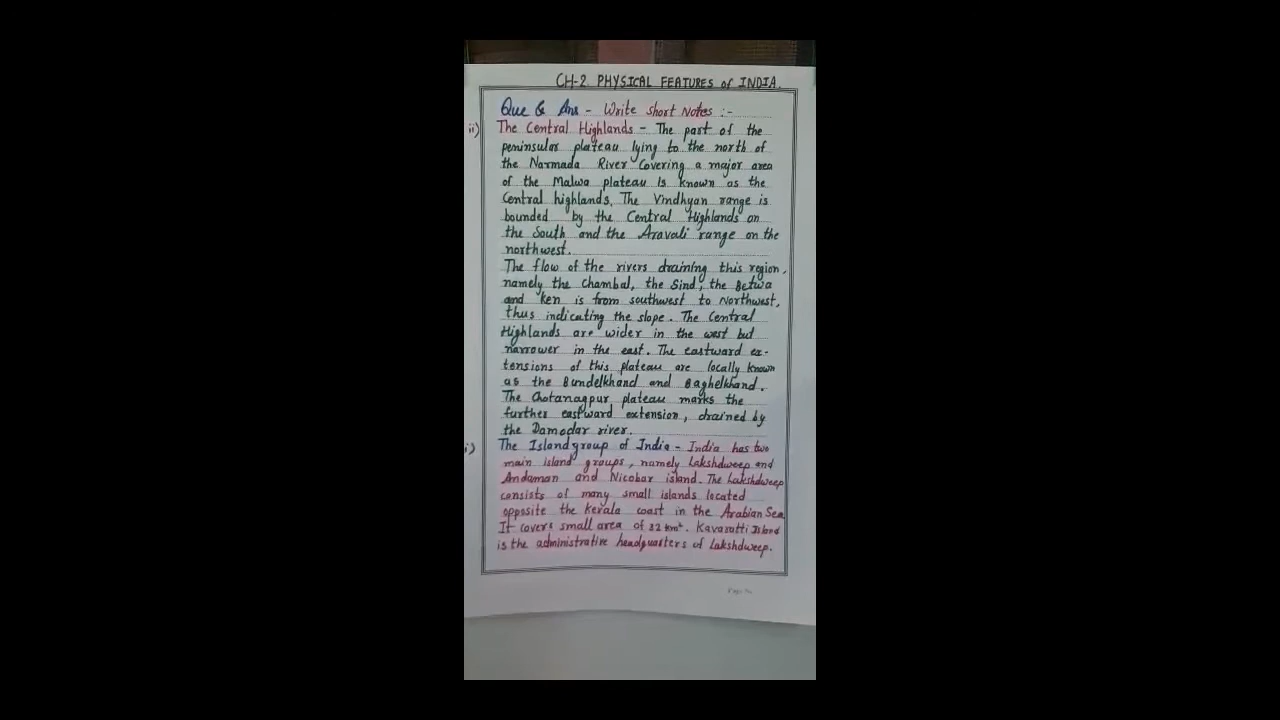 CH-2 PHYSICAL FEATURES of INDIA.
Que & Ans - Write Short Notes :-
ii) The Central Highlands - The part of the
peninsular plateau lying to the north of
the Narmada River Covering a major area
of the Malwa plateau Is known as the
Central highlands. The Vindhyan range is
bounded by the Central Highlands on
the South and the Aravali range on the
northwest.
The flow of the rivers draining this region,
namely the Chambal, the Sind, the Betwa
and Ken is from southwest to Northwest,
thus indicating the slope. The Central
Highlands are wider in the west but
narrower in the east. The eastward ex-
tensions of this plateau are locally known
as the Bundelkhand and Baghelkhand.
The Chotanagpur plateau marks the
further eastward extension, drained by
the Damodar river.
The Island group of India - India has two
main island groups, namely Lakshdweep and
Andaman and Nicobar island. The Lakshdweep
consists of many small islands located
opposite the Kerala coast in the Arabian Sea
It covers small area of 32 km². Kavaratti Island
is the administrative headquarters of Lakshdweep.